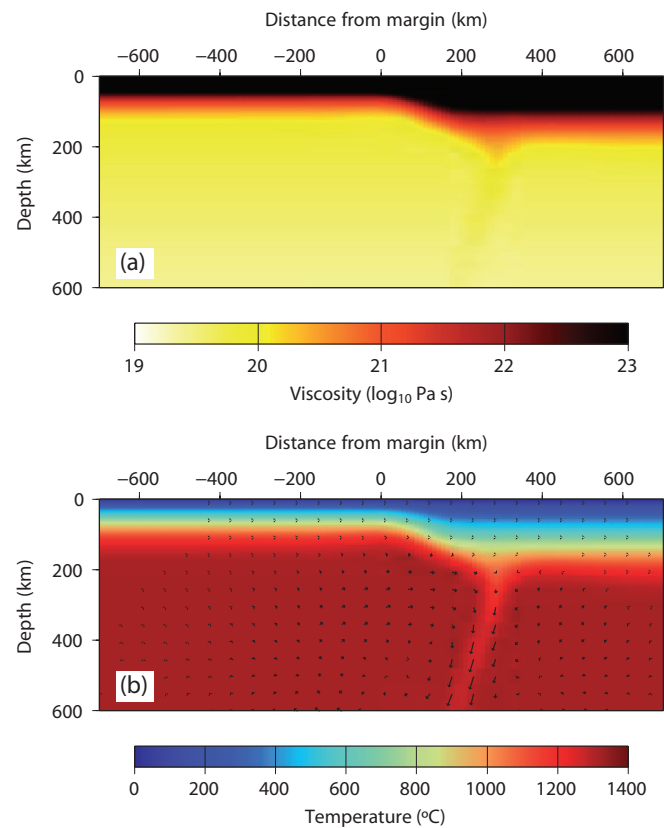 Distance from margin (km)
−600 −400 −200 0 200 400 600
0
200
400
600
Depth (km)
(a)
19 20 21 22 23
Viscosity (log₁₀ Pa s)
Distance from margin (km)
−600 −400 −200 0 200 400 600
0
200
400
600
Depth (km)
(b)
0 200 400 600 800 1000 1200 1400
Temperature (ºC)